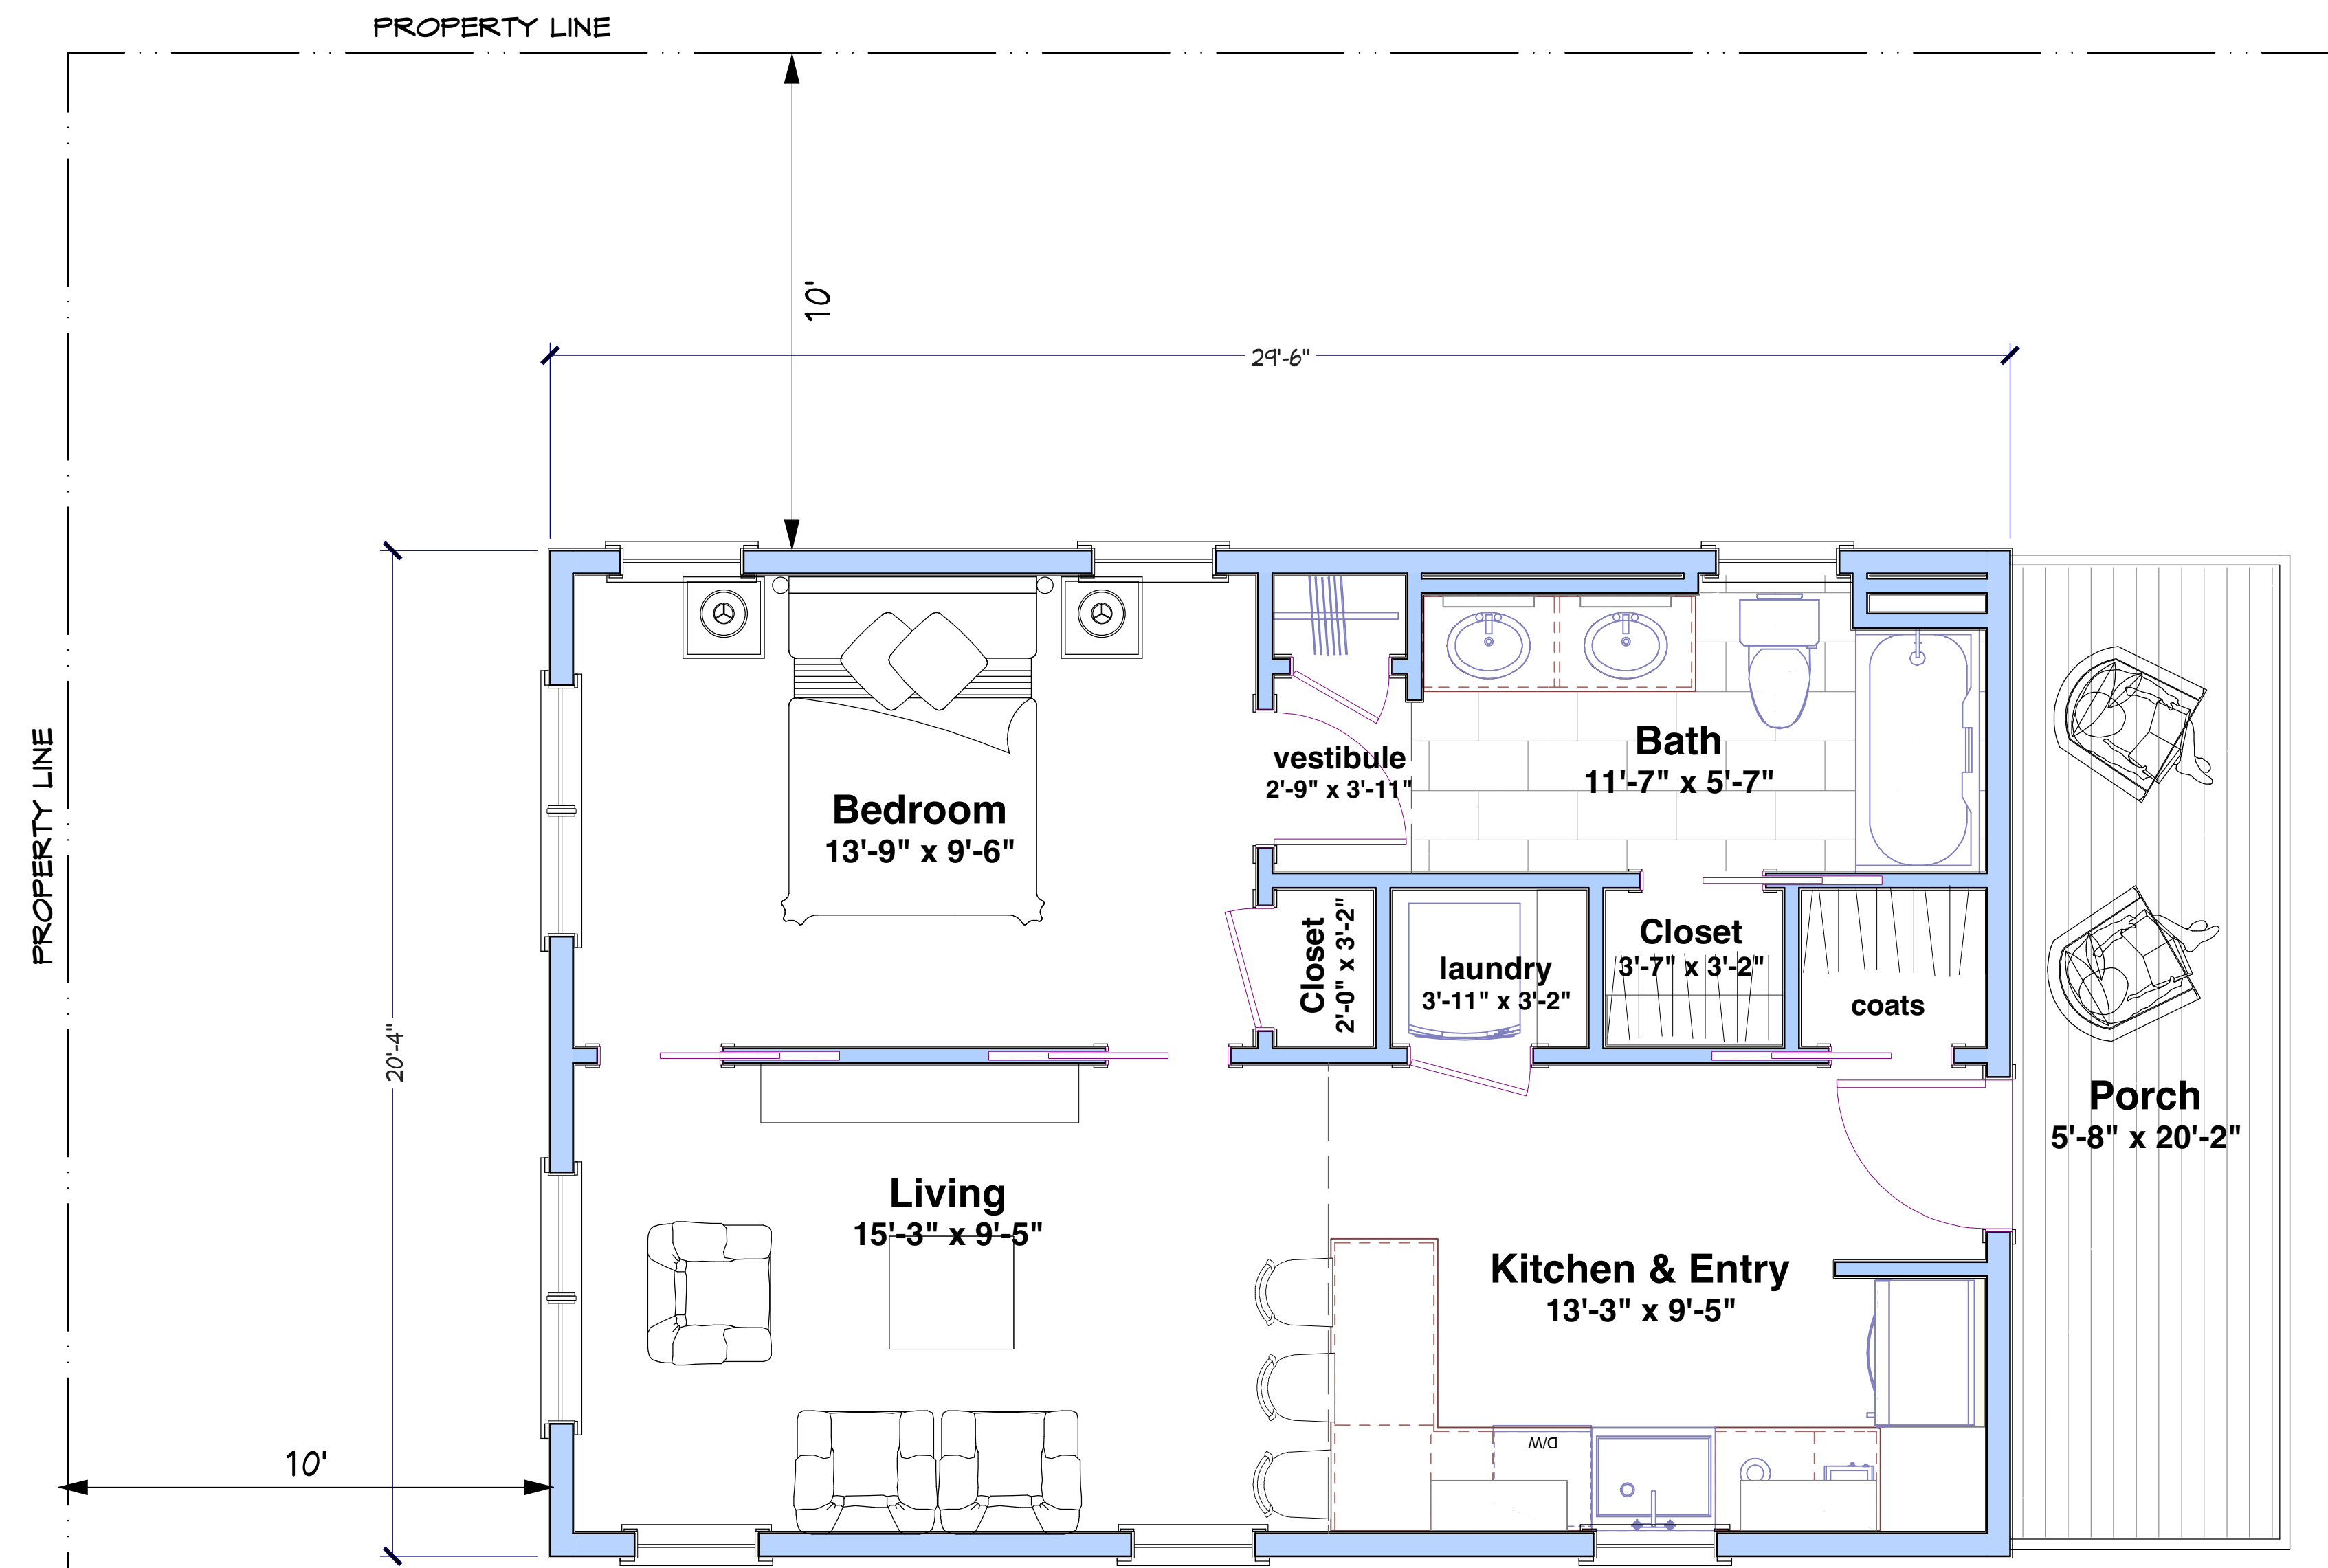 PROPERTY LINE
10'
29'-6"
PROPERTY LINE
20'-4"
10'
Bedroom
13'-9" x 9'-6"
vestibule
2'-9" x 3'-11"
Bath
11'-7" x 5'-7"
Closet
2'-0" x 3'-2"
laundry
3'-11" x 3'-2"
Closet
3'-7" x 3'-2"
coats
Porch
5'-8" x 20'-2"
Living
15'-3" x 9'-5"
Kitchen & Entry
13'-3" x 9'-5"
D/W